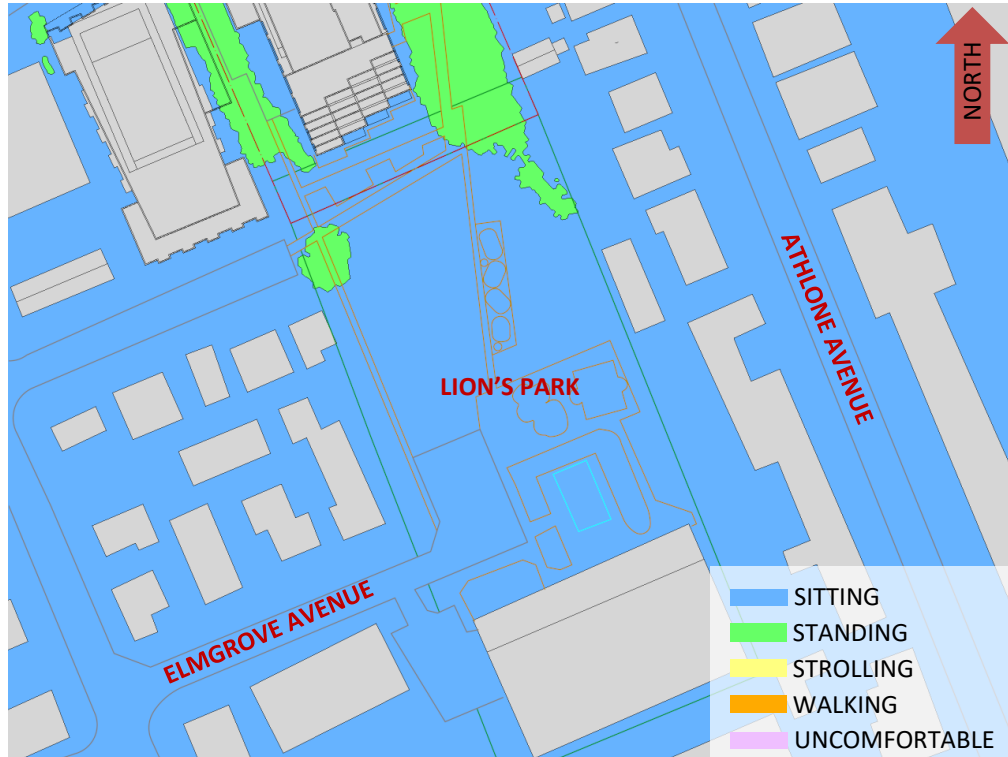 NORTH
ATHLONE AVENUE
LION'S PARK
ELMGROVE AVENUE
SITTING
STANDING
STROLLING
WALKING
UNCOMFORTABLE